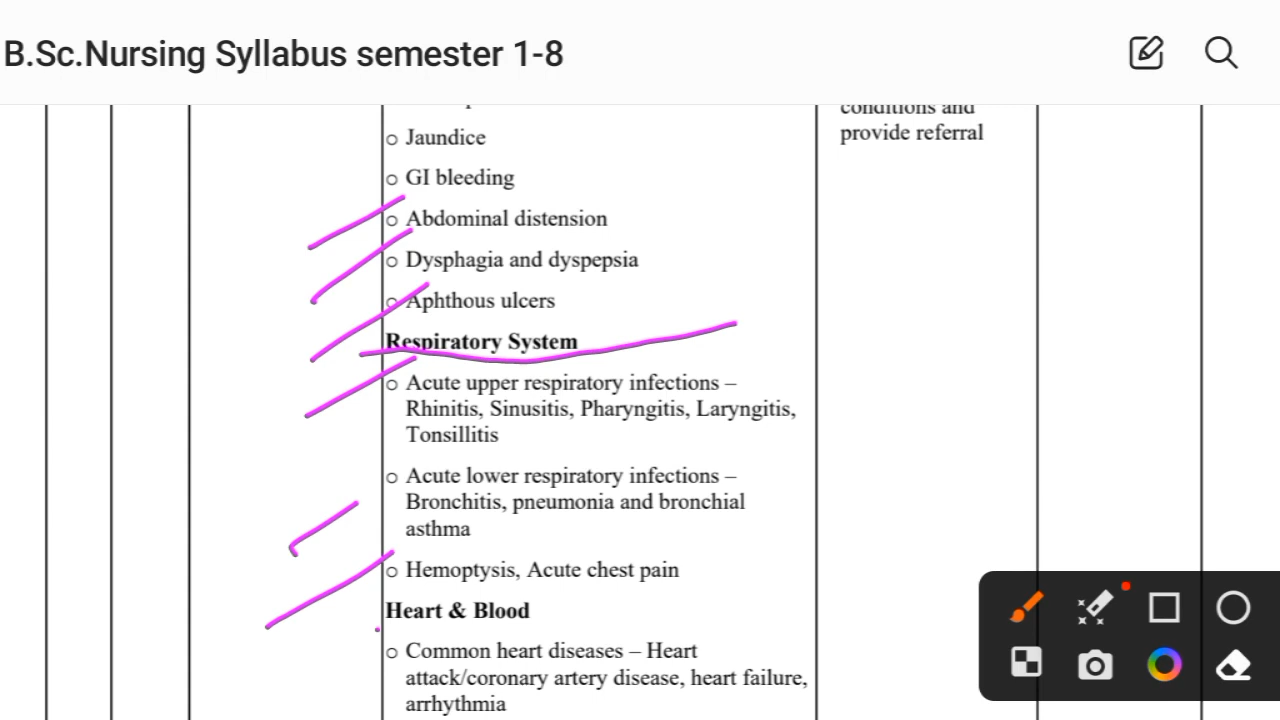 B.Sc.Nursing Syllabus semester 1-8
conditions and
provide referral
o Jaundice
o GI bleeding
o Abdominal distension
o Dysphagia and dyspepsia
o Aphthous ulcers
Respiratory System
o Acute upper respiratory infections –
Rhinitis, Sinusitis, Pharyngitis, Laryngitis,
Tonsillitis
o Acute lower respiratory infections –
Bronchitis, pneumonia and bronchial
asthma
o Hemoptysis, Acute chest pain
Heart & Blood
o Common heart diseases – Heart
attack/coronary artery disease, heart failure,
arrhythmia